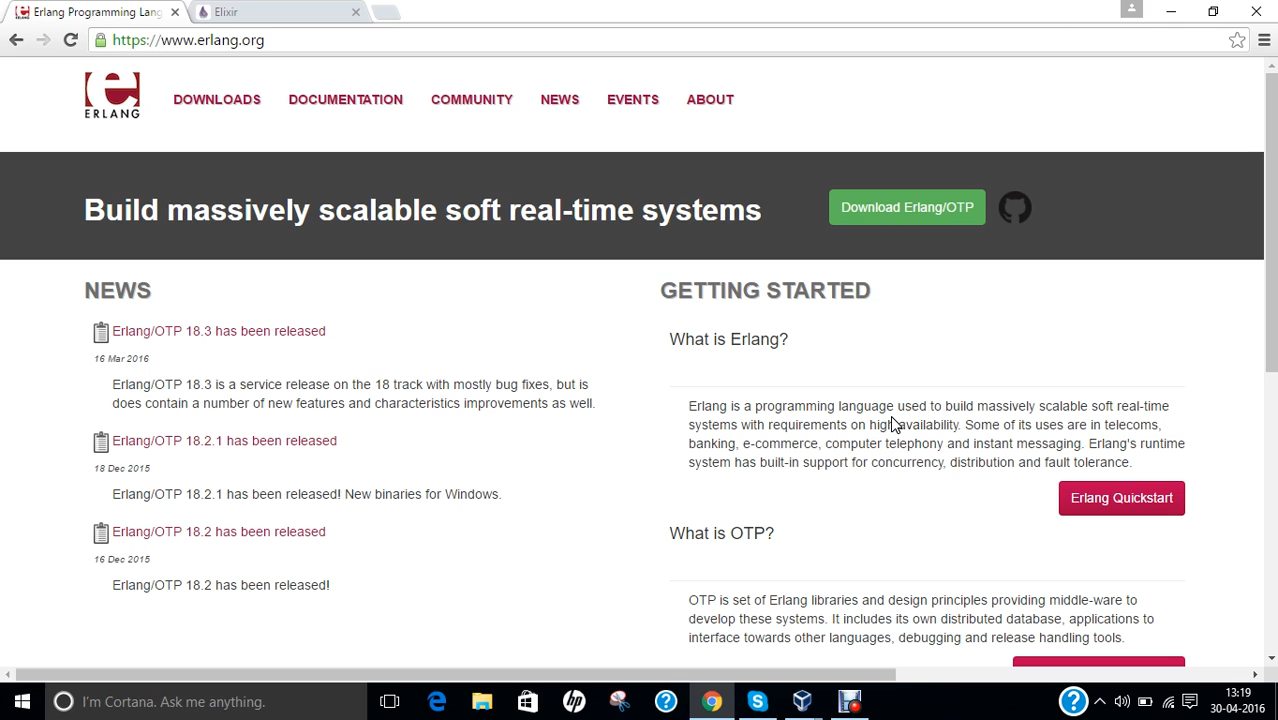 Erlang Programming Lang
Elixir
https://www.erlang.org
ERLANG
DOWNLOADS DOCUMENTATION COMMUNITY NEWS EVENTS ABOUT
Build massively scalable soft real-time systems
Download Erlang/OTP
NEWS
Erlang/OTP 18.3 has been released
16 Mar 2016
Erlang/OTP 18.3 is a service release on the 18 track with mostly bug fixes, but is
does contain a number of new features and characteristics improvements as well.
Erlang/OTP 18.2.1 has been released
18 Dec 2015
Erlang/OTP 18.2.1 has been released! New binaries for Windows.
Erlang/OTP 18.2 has been released
16 Dec 2015
Erlang/OTP 18.2 has been released!
GETTING STARTED
What is Erlang?
Erlang is a programming language used to build massively scalable soft real-time
systems with requirements on high availability. Some of its uses are in telecoms,
banking, e-commerce, computer telephony and instant messaging. Erlang's runtime
system has built-in support for concurrency, distribution and fault tolerance.
Erlang Quickstart
What is OTP?
OTP is set of Erlang libraries and design principles providing middle-ware to
develop these systems. It includes its own distributed database, applications to
interface towards other languages, debugging and release handling tools.
I'm Cortana. Ask me anything.
13:19
30-04-2016